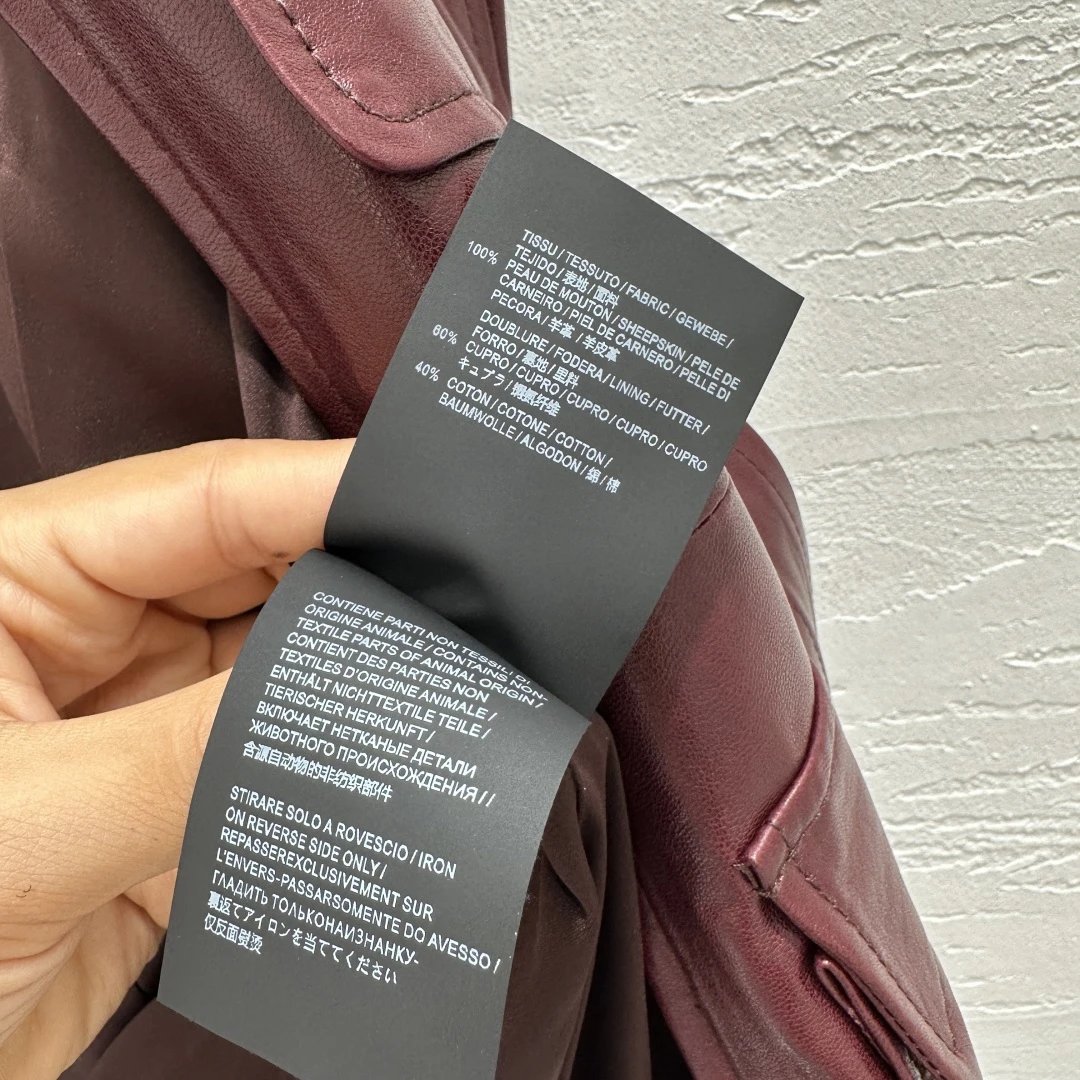 TISSU / TESSUTO / FABRIC / GEWEBE /
TEJIDO / 表地 / 面料
100% PEAU DE MOUTON / SHEEPSKIN / PELE DE
CARNEIRO / PIEL DE CARNERO / PELLE DI
PECORA / 羊革 / 羊皮革
DOUBLURE / FODERA / LINING / FUTTER /
FORRO / 裏地 / 里料
60% CUPRO / CUPRO / CUPRO / CUPRO / CUPRO
キュプラ / 铜氨纤维
40% COTON / COTONE / COTTON /
BAUMWOLLE / ALGODON / 綿 / 棉
CONTIENE PARTI NON TESSILI DI
ORIGINE ANIMALE / CONTAINS NON-
TEXTILE PARTS OF ANIMAL ORIGIN /
CONTIENT DES PARTIES NON
TEXTILES D'ORIGINE ANIMALE /
ENTHÄLT NICHTTEXTILE TEILE /
TIERISCHER HERKUNFT /
ВКЛЮЧАЕТ НЕТКАНЫЕ ДЕТАЛИ
ЖИВОТНОГО ПРОИСХОЖДЕНИЯ / /
含源自动物的非纺织部件
STIRARE SOLO A ROVESCIO / IRON
ON REVERSE SIDE ONLY /
REPASSEREXCLUSIVEMENT SUR
L'ENVERS-PASSARSOMENTE DO AVESSO /
ГЛАДИТЬ ТОЛЬКОНАИЗНАНКУ-
裏返てアイロンを当ててください
仅反面熨烫